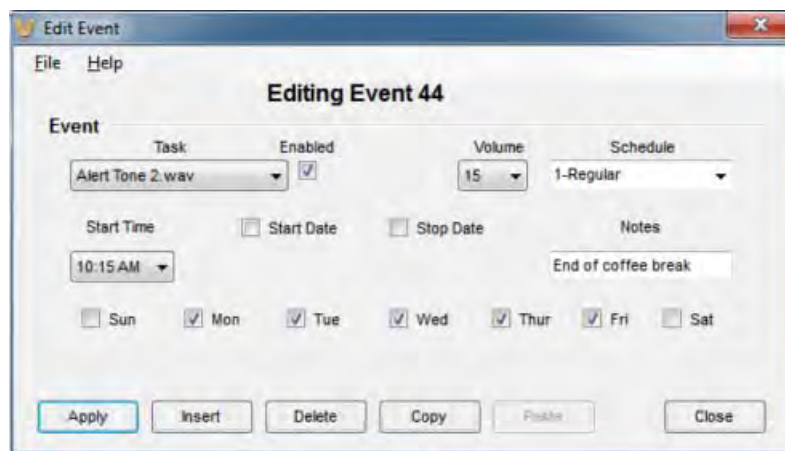 Edit Event
File Help
Editing Event 44
Event
Task Enabled Volume Schedule
Alert Tone 2.wav 15 1-Regular
Start Time Start Date Stop Date Notes
10:15 AM End of coffee break
Sun Mon Tue Wed Thur Fri Sat
Apply Insert Delete Copy Paste Close